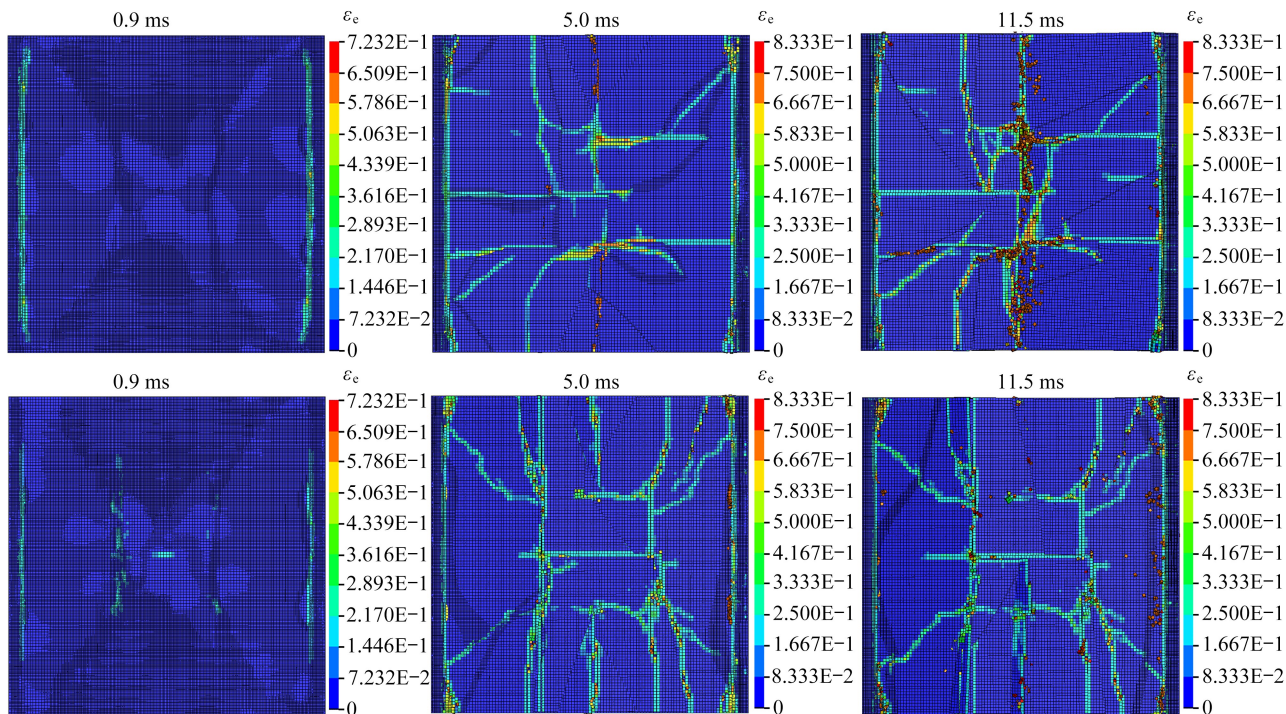 0.9 ms
εe
7.232E−1
6.509E−1
5.786E−1
5.063E−1
4.339E−1
3.616E−1
2.893E−1
2.170E−1
1.446E−1
7.232E−2
0
5.0 ms
εe
8.333E−1
7.500E−1
6.667E−1
5.833E−1
5.000E−1
4.167E−1
3.333E−1
2.500E−1
1.667E−1
8.333E−2
0
11.5 ms
εe
8.333E−1
7.500E−1
6.667E−1
5.833E−1
5.000E−1
4.167E−1
3.333E−1
2.500E−1
1.667E−1
8.333E−2
0
0.9 ms
εe
7.232E−1
6.509E−1
5.786E−1
5.063E−1
4.339E−1
3.616E−1
2.893E−1
2.170E−1
1.446E−1
7.232E−2
0
5.0 ms
εe
8.333E−1
7.500E−1
6.667E−1
5.833E−1
5.000E−1
4.167E−1
3.333E−1
2.500E−1
1.667E−1
8.333E−2
0
11.5 ms
εe
8.333E−1
7.500E−1
6.667E−1
5.833E−1
5.000E−1
4.167E−1
3.333E−1
2.500E−1
1.667E−1
8.333E−2
0